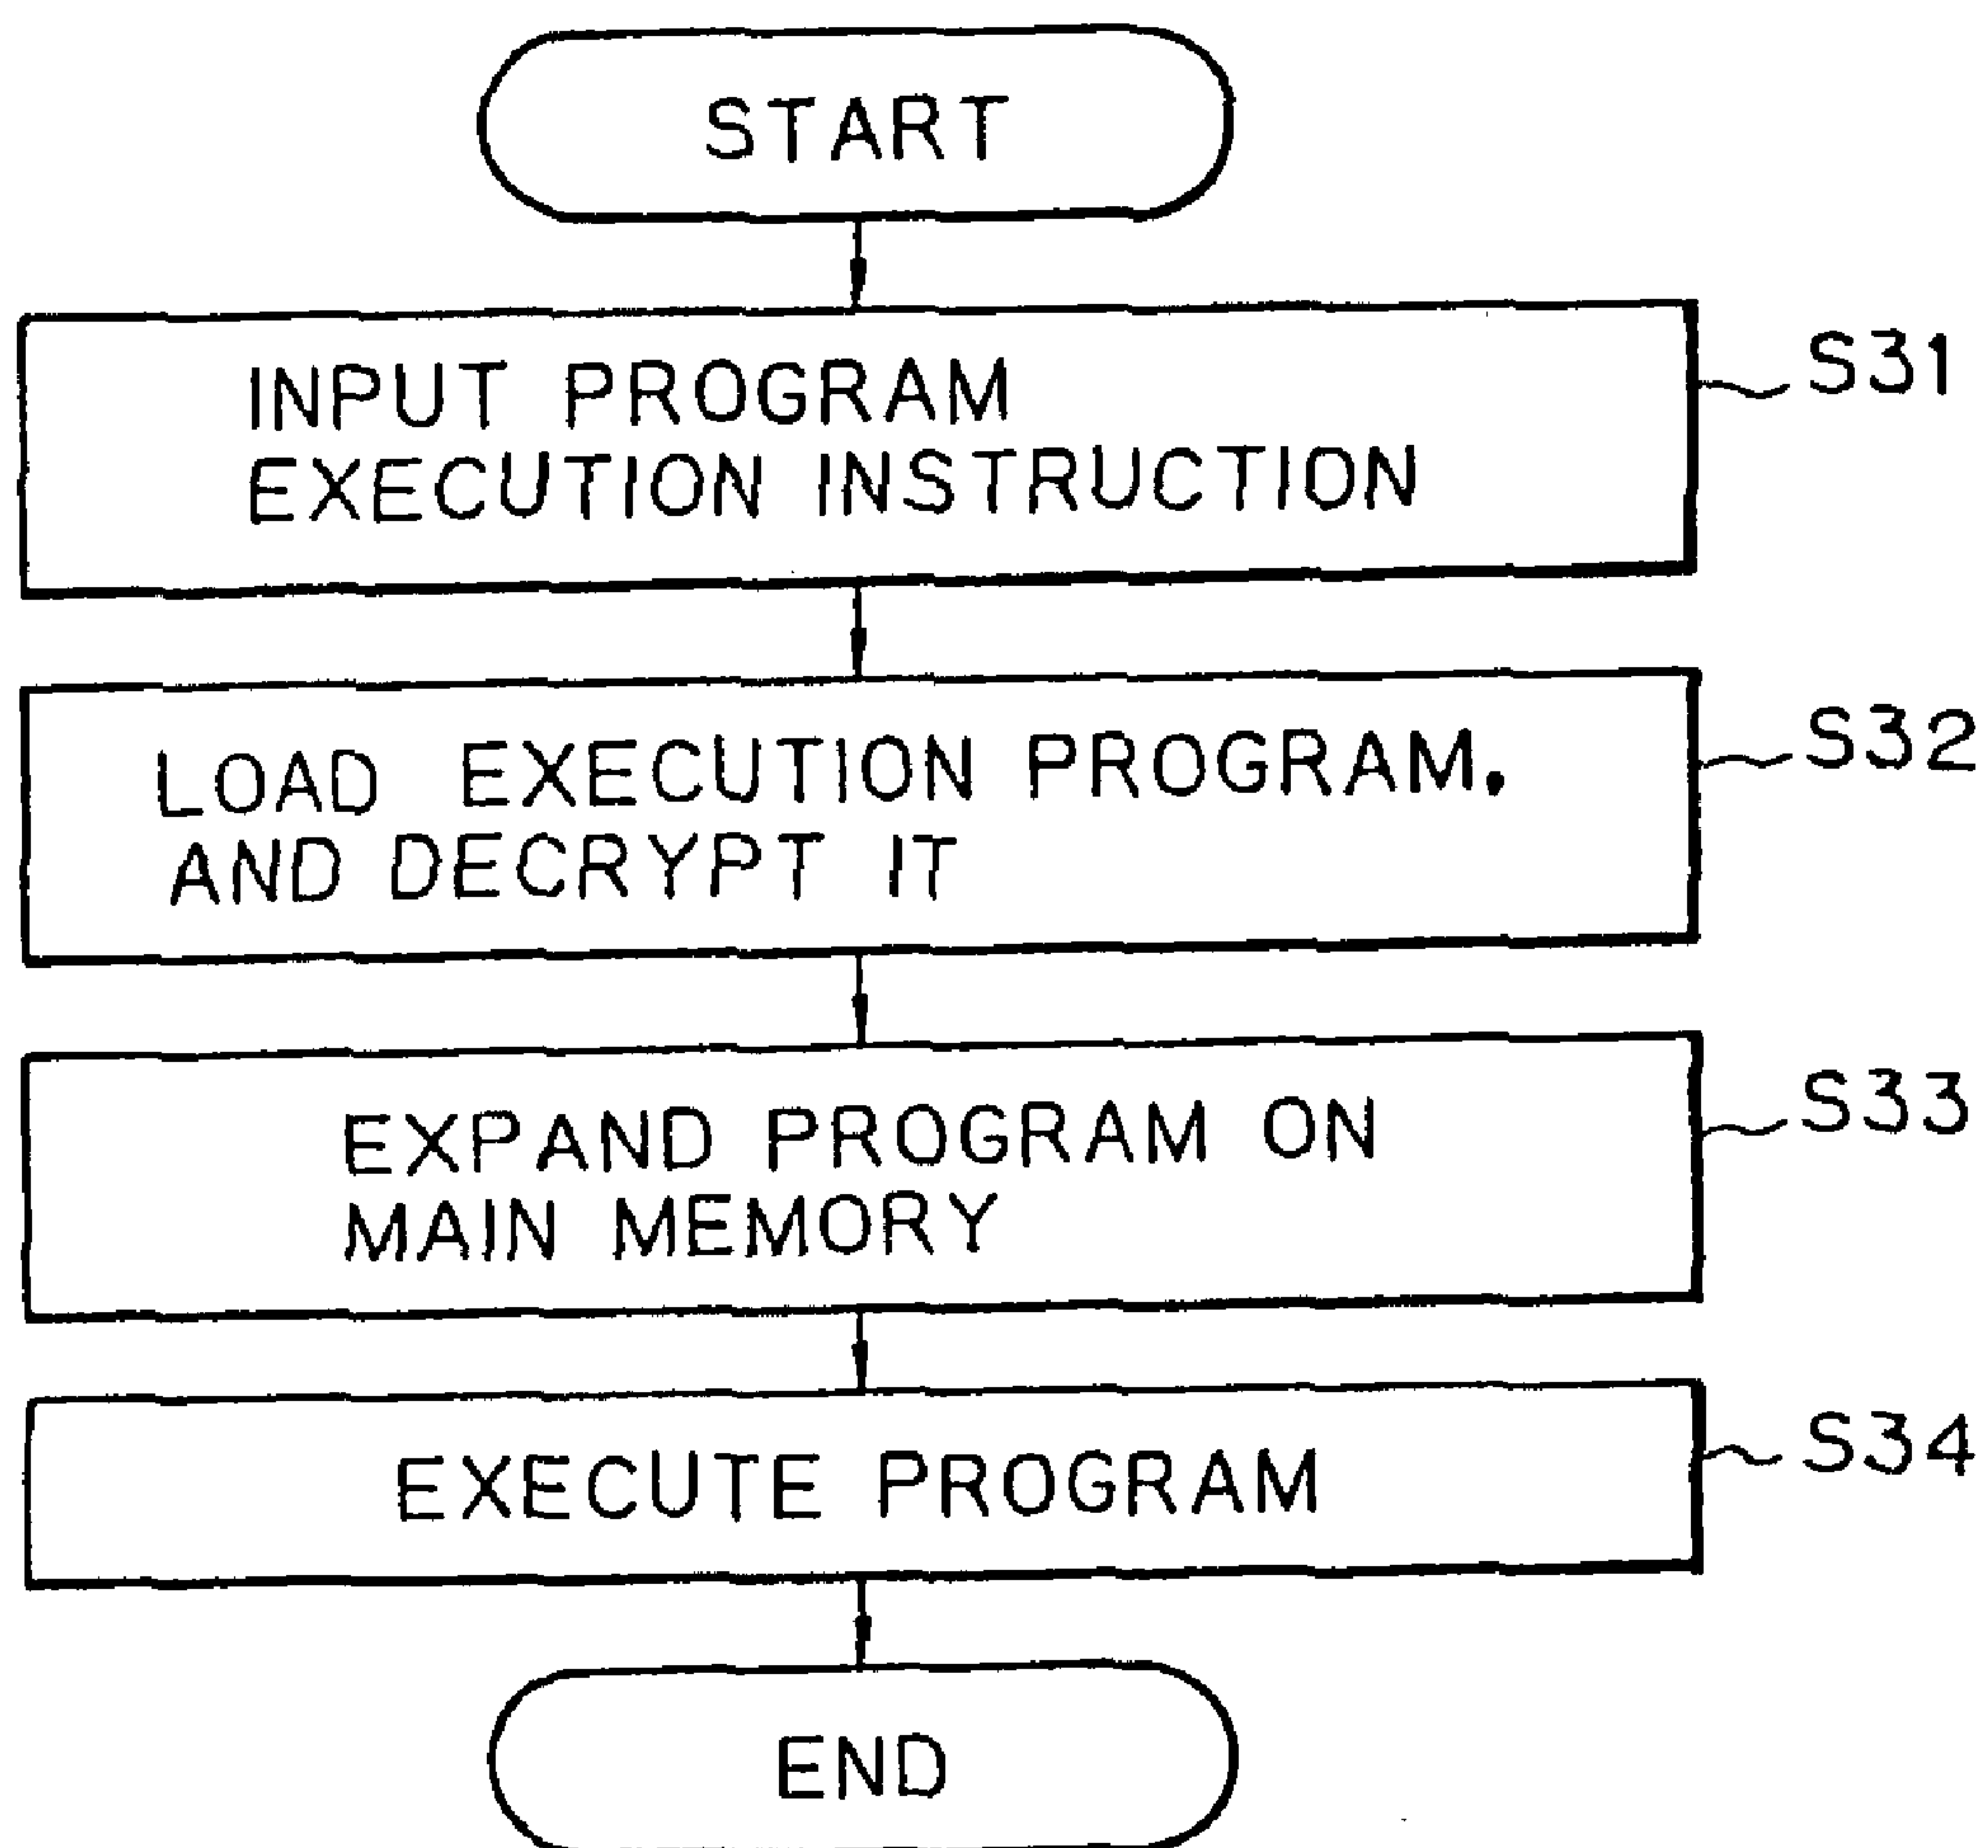 START
INPUT PROGRAM
EXECUTION INSTRUCTION
S31
LOAD EXECUTION PROGRAM.
AND DECRYPT IT
S32
EXPAND PROGRAM ON
MAIN MEMORY
S33
EXECUTE PROGRAM
S34
END